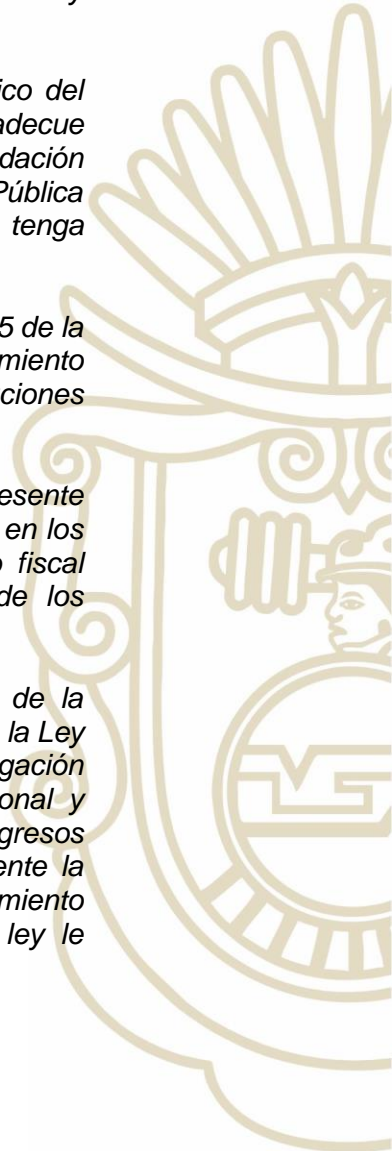 y
ico del
adecue
dación
Pública
tenga
5 de la
miento
ciones
resente
en los
o fiscal
de los
de la
la Ley
gación
onal y
gresos
ente la
miento
ley le